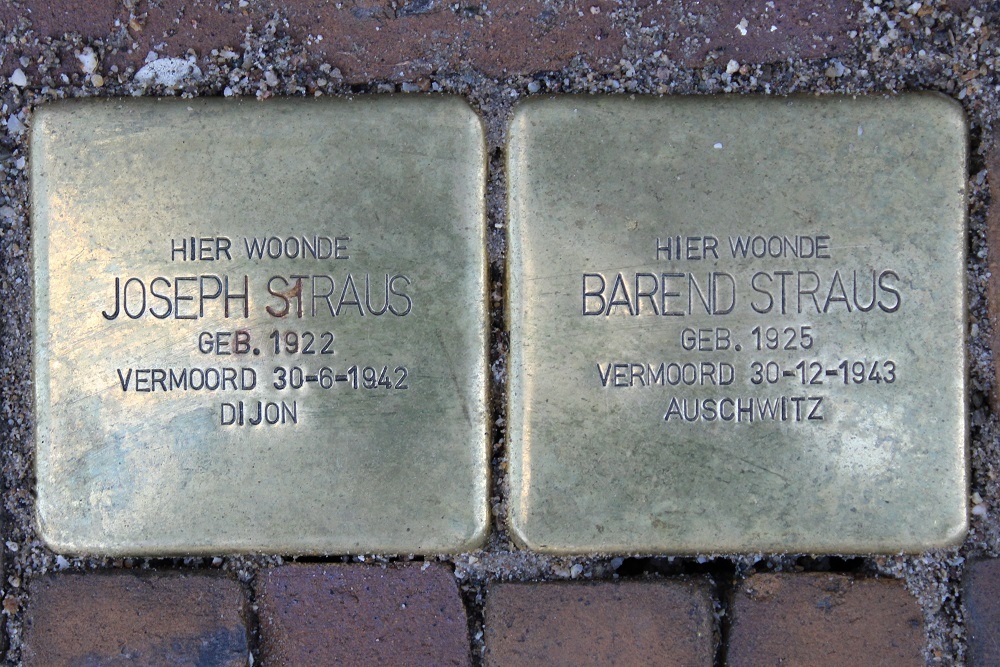 HIER WOONDE
JOSEPH STRAUS
GEB. 1922
VERMOORD 30-6-1942
DIJON
HIER WOONDE
BAREND STRAUS
GEB. 1925
VERMOORD 30-12-1943
AUSCHWITZ